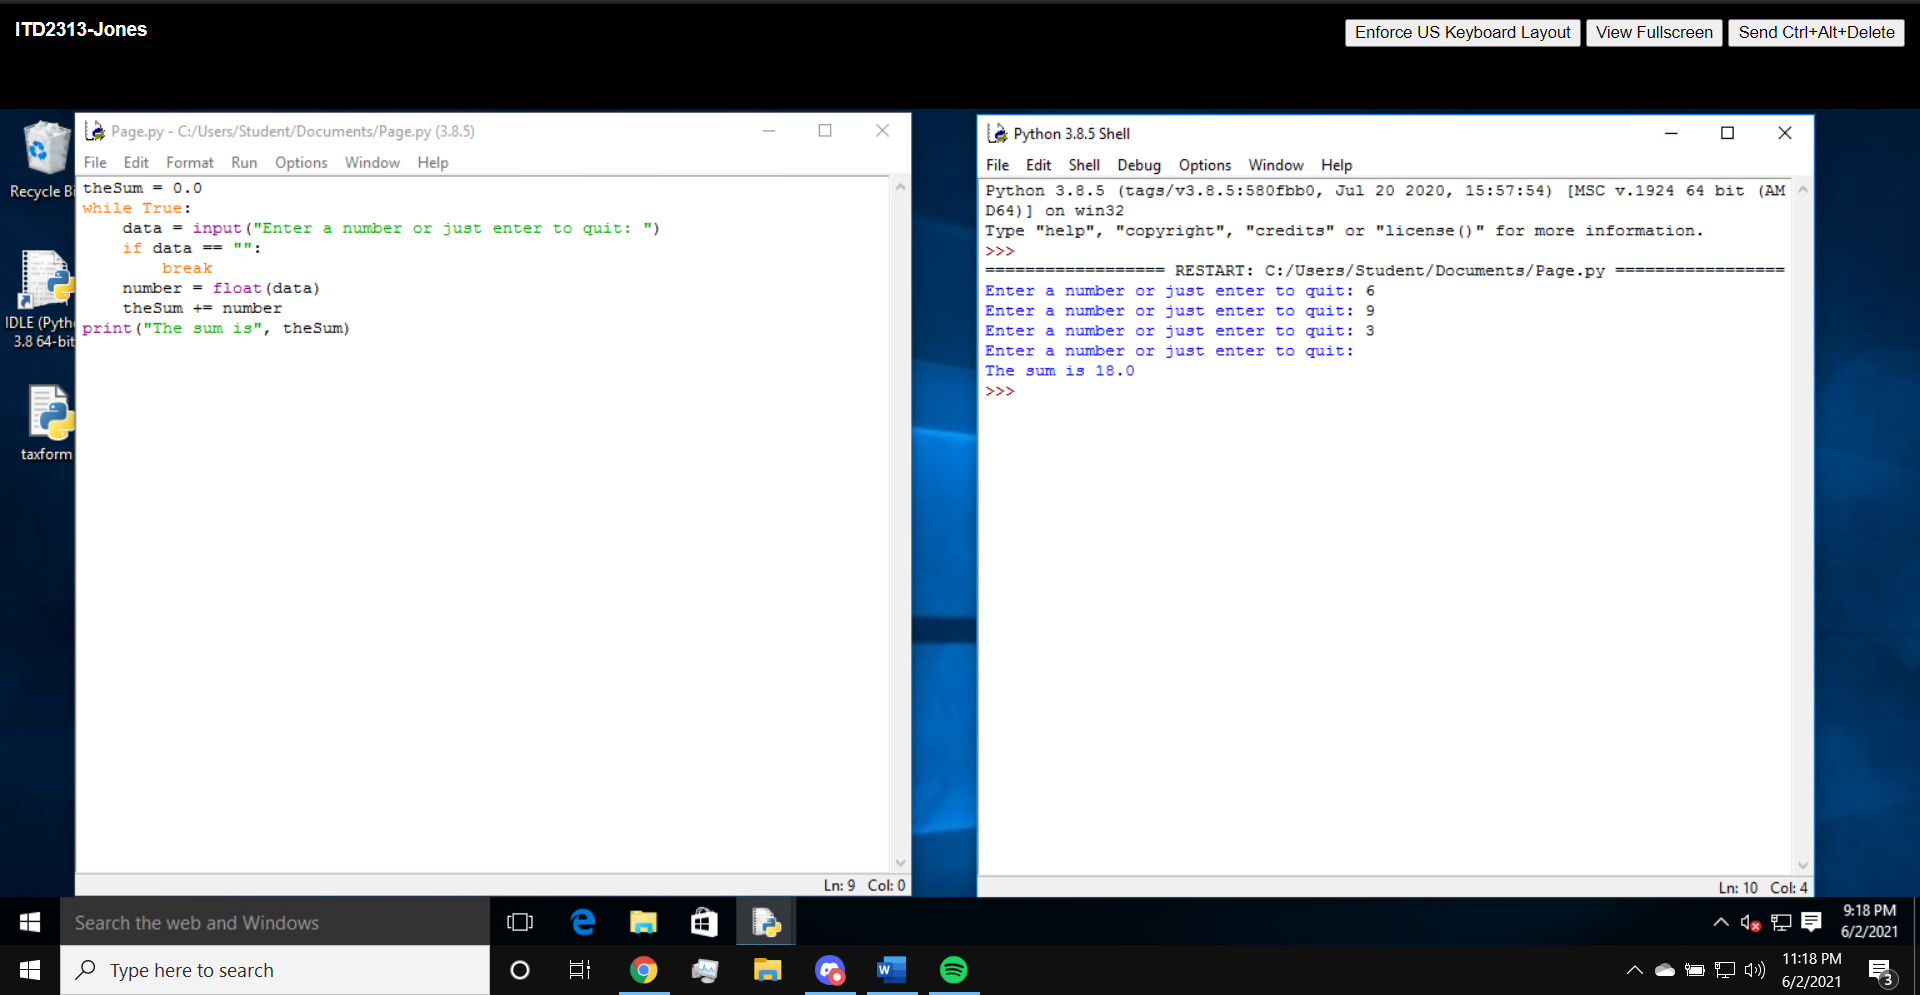 ITD2313-Jones
Enforce US Keyboard Layout
View Fullscreen
Send Ctrl+Alt+Delete
Recycle Bi
IDLE (Pyth
3.8 64-bit
taxform
Page.py - C:/Users/Student/Documents/Page.py (3.8.5)
File Edit Format Run Options Window Help
theSum = 0.0
while True:
    data = input("Enter a number or just enter to quit: ")
    if data == "":
        break
    number = float(data)
    theSum += number
print("The sum is", theSum)
Ln: 9 Col: 0
Python 3.8.5 Shell
File Edit Shell Debug Options Window Help
Python 3.8.5 (tags/v3.8.5:580fbb0, Jul 20 2020, 15:57:54) [MSC v.1924 64 bit (AM
D64)] on win32
Type "help", "copyright", "credits" or "license()" for more information.
>>>
================== RESTART: C:/Users/Student/Documents/Page.py =================
Enter a number or just enter to quit: 6
Enter a number or just enter to quit: 9
Enter a number or just enter to quit: 3
Enter a number or just enter to quit:
The sum is 18.0
>>>
Ln: 10 Col: 4
Search the web and Windows
9:18 PM
6/2/2021
Type here to search
W
11:18 PM
6/2/2021
3